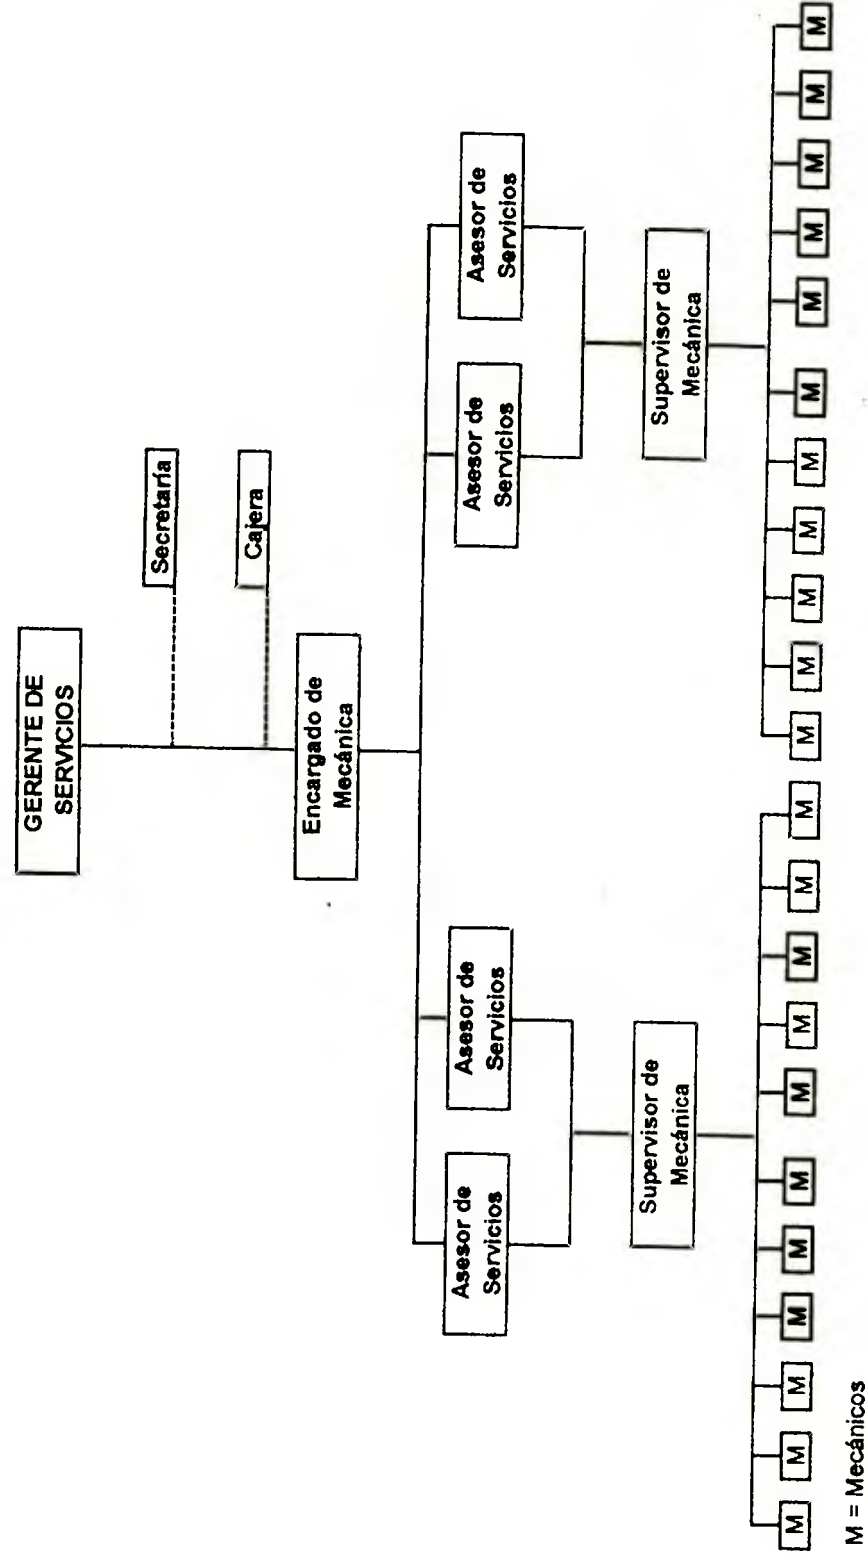 GERENTE DE
SERVICIOS
Secretaría
Cajera
Encargado de
Mecánica
Asesor de
Servicios
Asesor de
Servicios
Asesor de
Servicios
Asesor de
Servicios
Supervisor de
Mecánica
Supervisor de
Mecánica
M M M M M M M M M M M M M M M M M M M M M M
M = Mecánicos